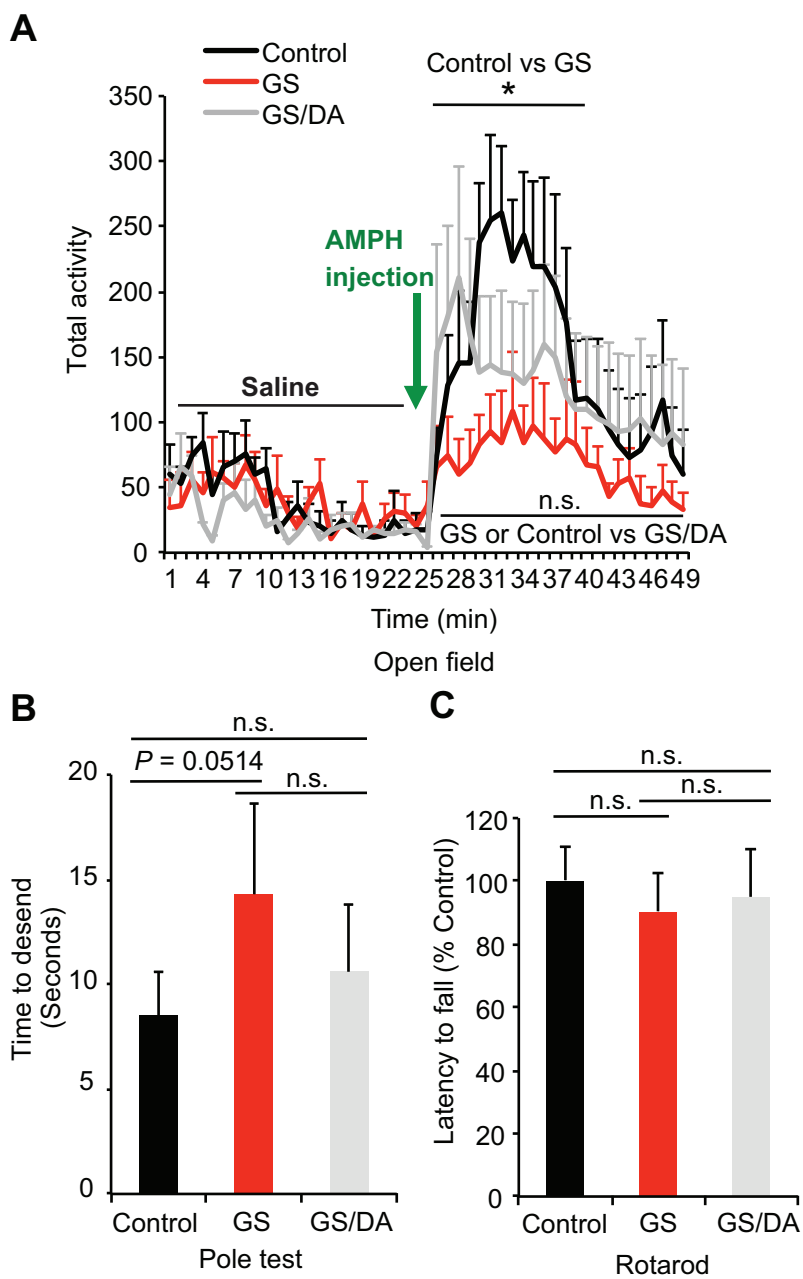 A
Control
GS
GS/DA
Control vs GS
*
350
300
250
200
150
100
50
0
Total activity
AMPH
injection
Saline
n.s.
GS or Control vs GS/DA
1 4 7 10 13 16 19 22 25 28 31 34 37 40 43 46 49
Time (min)
Open field
B
n.s.
P = 0.0514
n.s.
20
15
10
5
0
Time to desend
(Seconds)
Control GS GS/DA
Pole test
C
n.s.
n.s.
n.s.
120
100
80
60
40
20
0
Latency to fall (% Control)
Control GS GS/DA
Rotarod